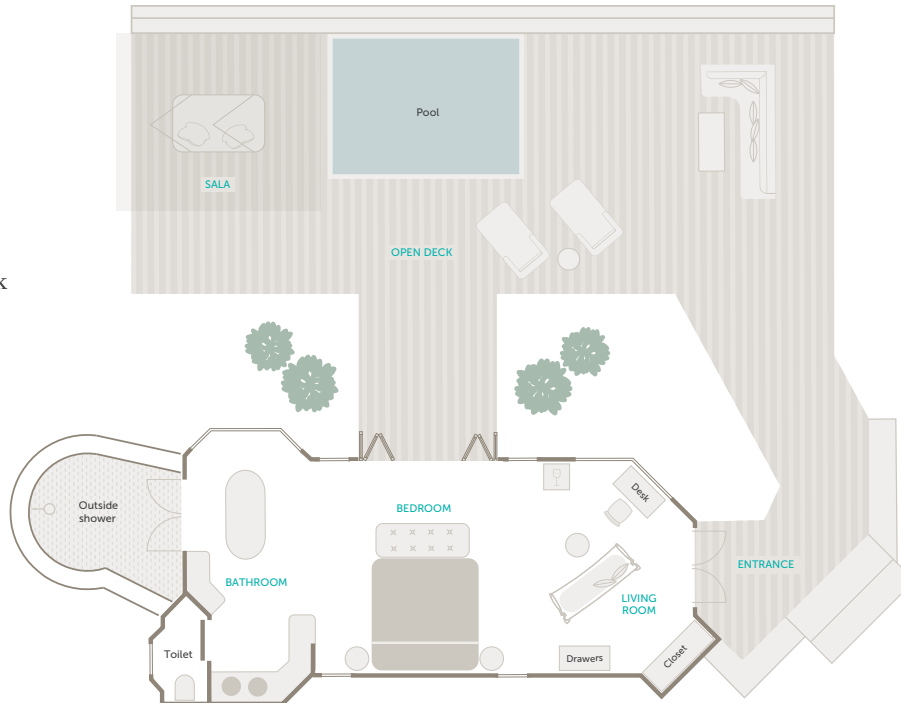 Pool
SALA
OPEN DECK
k
Desk
Outside
shower
BEDROOM
ENTRANCE
BATHROOM
LIVING
ROOM
Toilet
Drawers
Closet